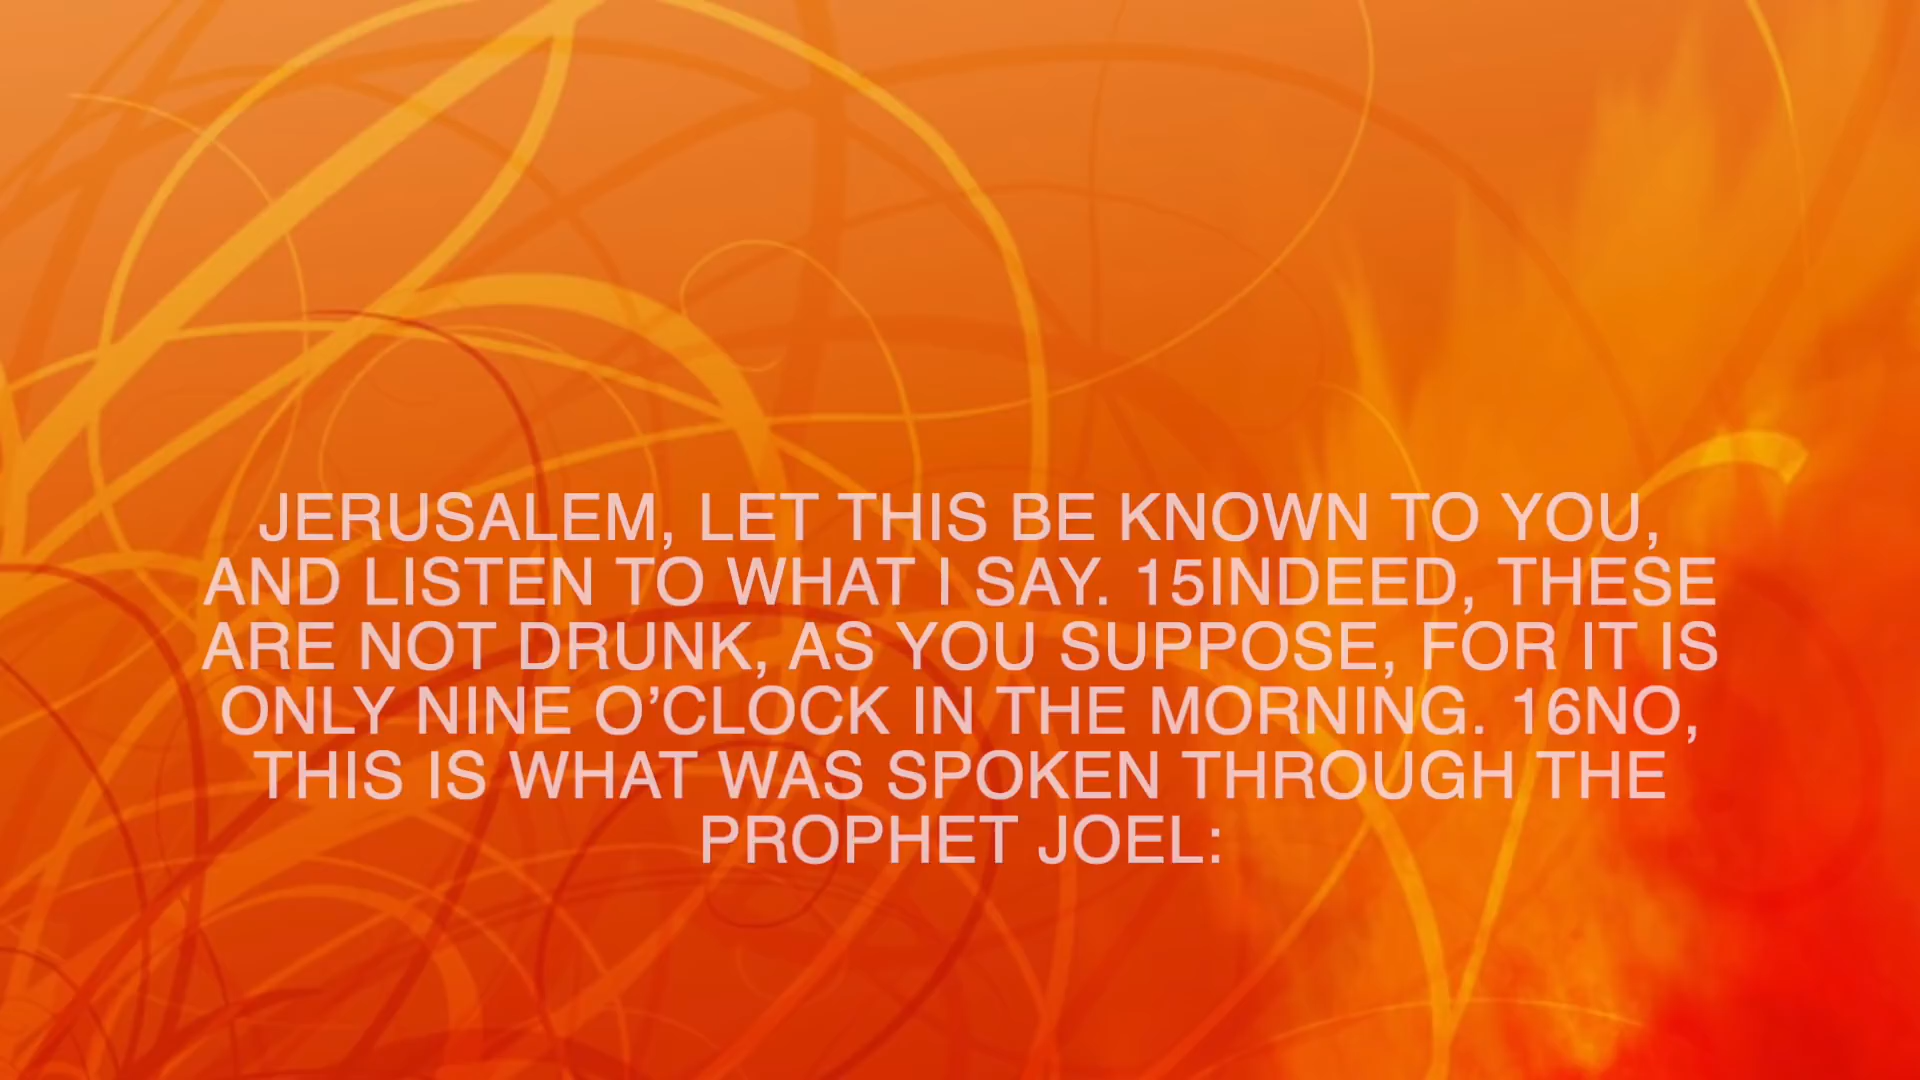 JERUSALEM, LET THIS BE KNOWN TO YOU,
AND LISTEN TO WHAT I SAY. 15INDEED, THESE
ARE NOT DRUNK, AS YOU SUPPOSE, FOR IT IS
ONLY NINE O’CLOCK IN THE MORNING. 16NO,
THIS IS WHAT WAS SPOKEN THROUGH THE
PROPHET JOEL: